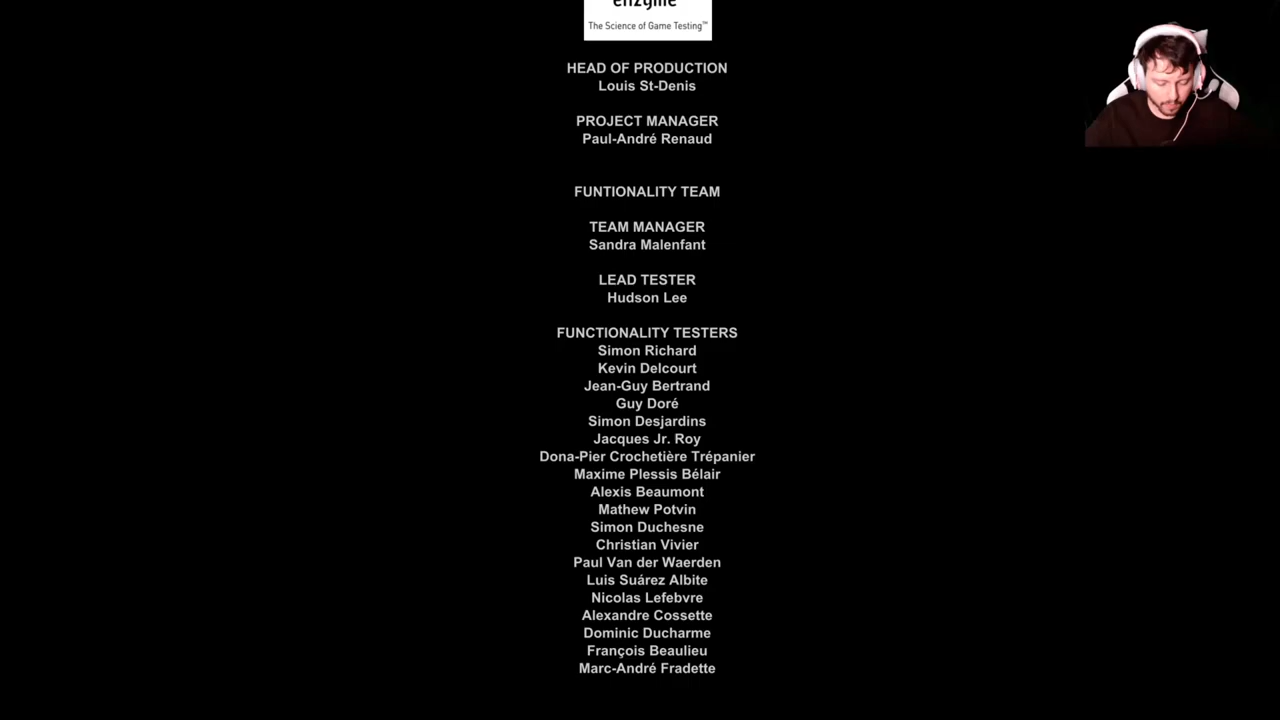 enzyme
The Science of Game Testing™
HEAD OF PRODUCTION
Louis St-Denis
PROJECT MANAGER
Paul-André Renaud
FUNTIONALITY TEAM
TEAM MANAGER
Sandra Malenfant
LEAD TESTER
Hudson Lee
FUNCTIONALITY TESTERS
Simon Richard
Kevin Delcourt
Jean-Guy Bertrand
Guy Doré
Simon Desjardins
Jacques Jr. Roy
Dona-Pier Crochetière Trépanier
Maxime Plessis Bélair
Alexis Beaumont
Mathew Potvin
Simon Duchesne
Christian Vivier
Paul Van der Waerden
Luis Suárez Albite
Nicolas Lefebvre
Alexandre Cossette
Dominic Ducharme
François Beaulieu
Marc-André Fradette